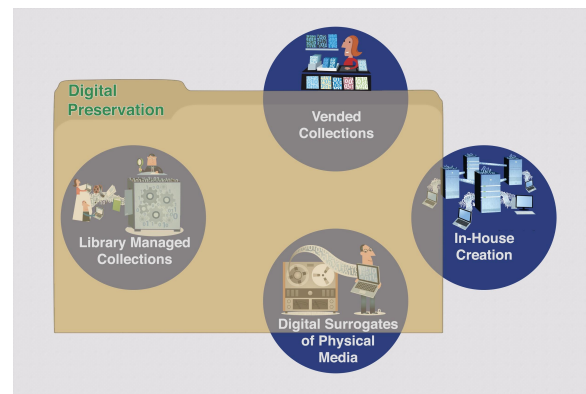 Digital
Preservation
Vended
Collections
Library Managed
Collections
In-House
Creation
Digital Surrogates
of Physical
Media